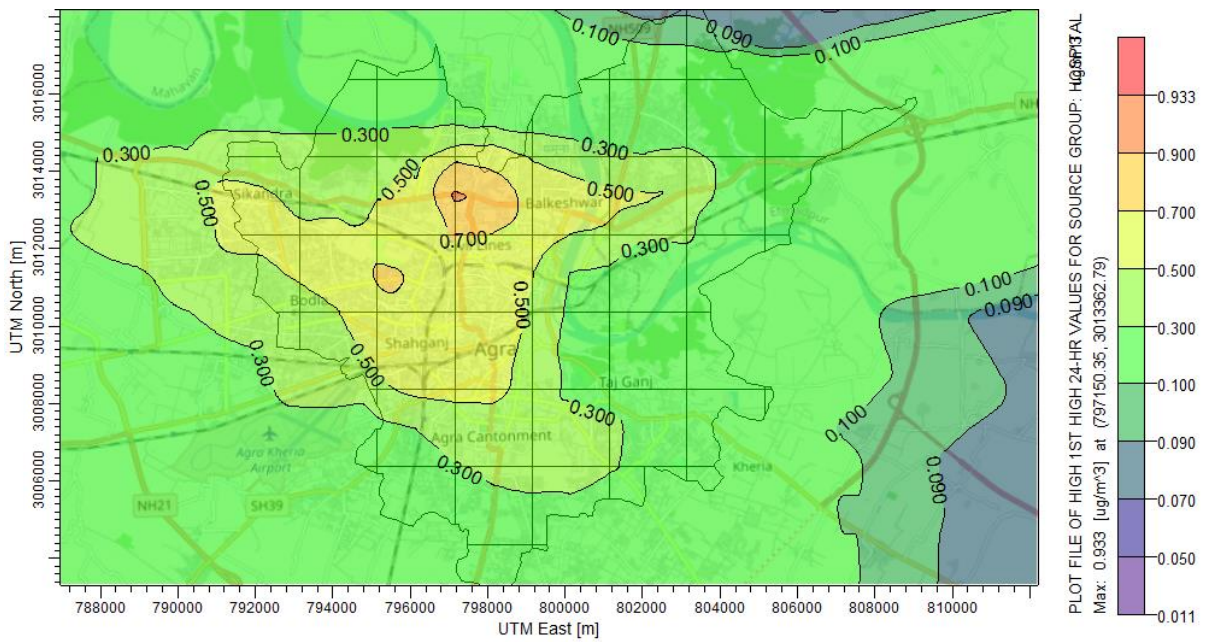 0.100
NH509
0.090
0.100
Mahavan
NH
0.300
0.300
0.300
0.500
0.500
0.500
Sikandra
Balkeshwar
0.700
Lines
0.300
0.100
0.090
Bodla
0.500
Shahganj
Agra
0.300
0.500
Taj Ganj
0.300
Agra Cantonment
0.100
Agra Kheria
Airport
0.300
Kheria
0.090
NH21
SH39
UTM North [m]
3016000
3014000
3012000
3010000
3008000
3006000
788000 790000 792000 794000 796000 798000 800000 802000 804000 806000 808000 810000
UTM East [m]
PLOT FILE OF HIGH 1ST HIGH 24-HR VALUES FOR SOURCE GROUP:
Max: 0.933 [ug/m^3] at (797150.35, 3013362.79)
0.933
0.900
0.700
0.500
0.300
0.100
0.090
0.070
0.050
0.011